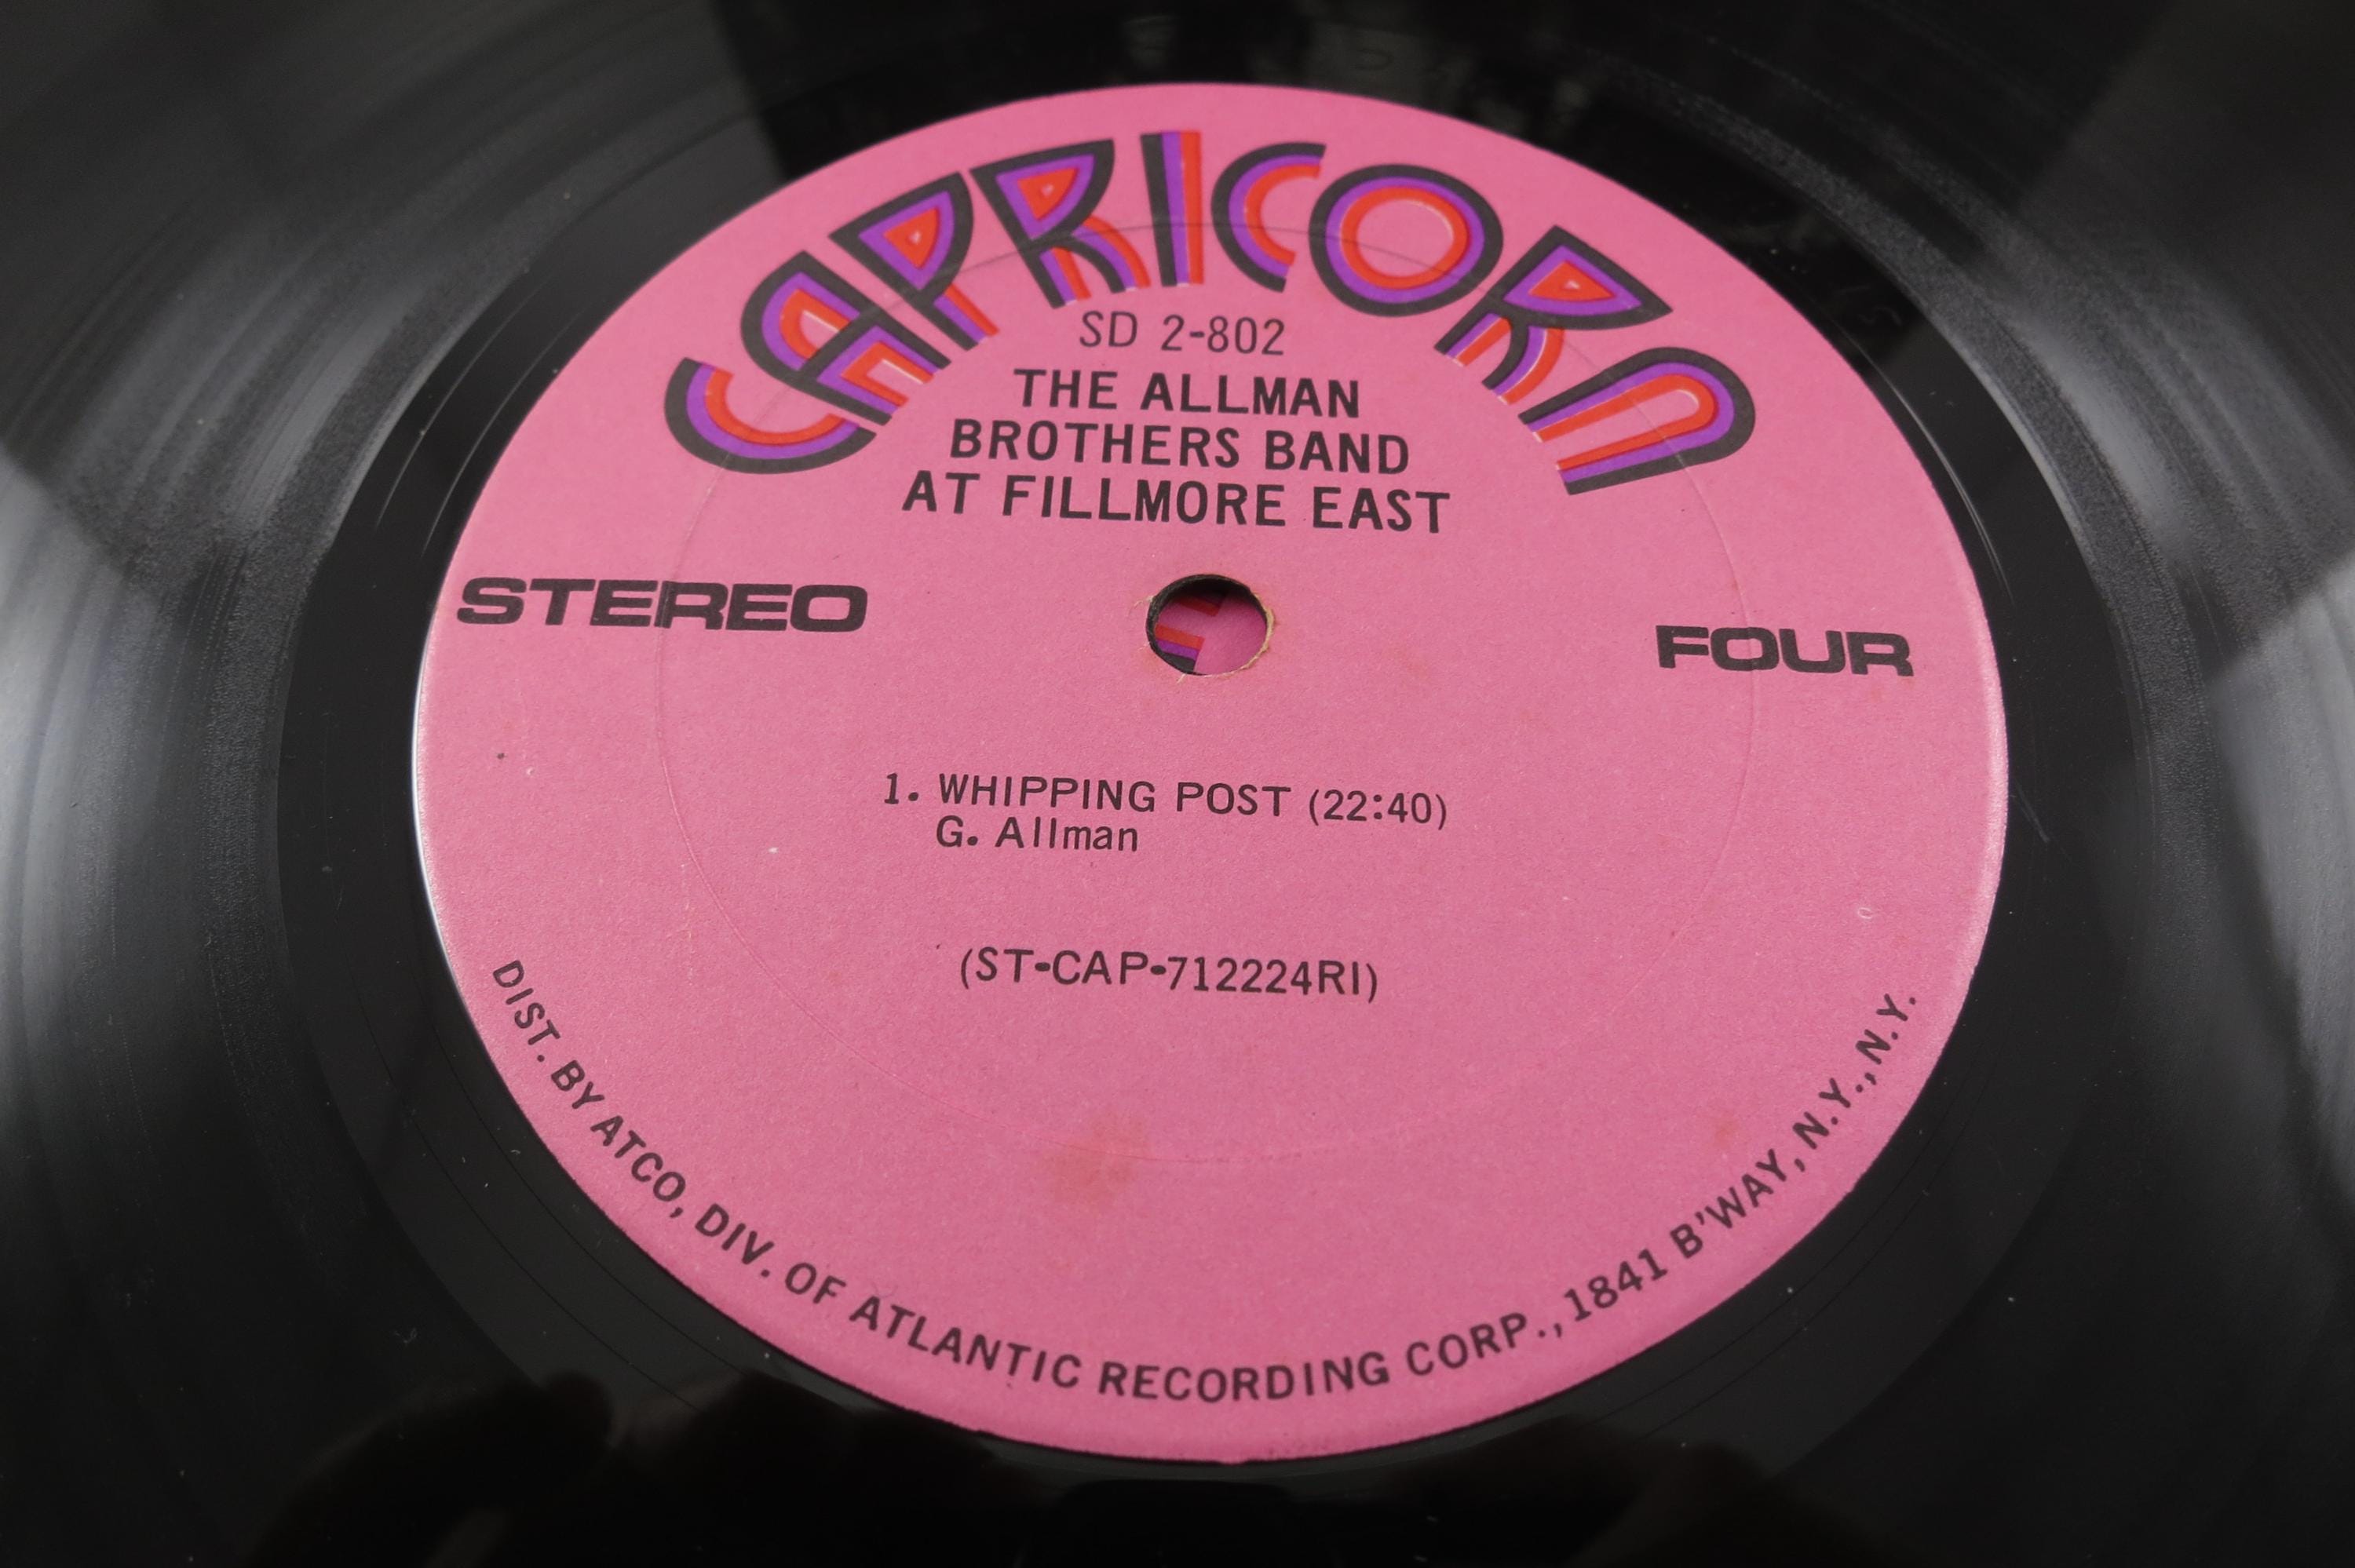 CAPRICORN
SD 2-802
THE ALLMAN
BROTHERS BAND
AT FILLMORE EAST
STEREO
FOUR
1. WHIPPING POST (22:40)
G. Allman
(ST-CAP-712224RI)
DIST. BY ATCO, DIV. OF ATLANTIC RECORDING CORP., 1841 B'WAY, N.Y., N.Y.